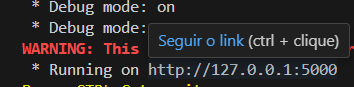 * Debug mode: on
* Debug mode:
Seguir o link (ctrl + clique)
WARNING: This
* Running on http://127.0.0.1:5000